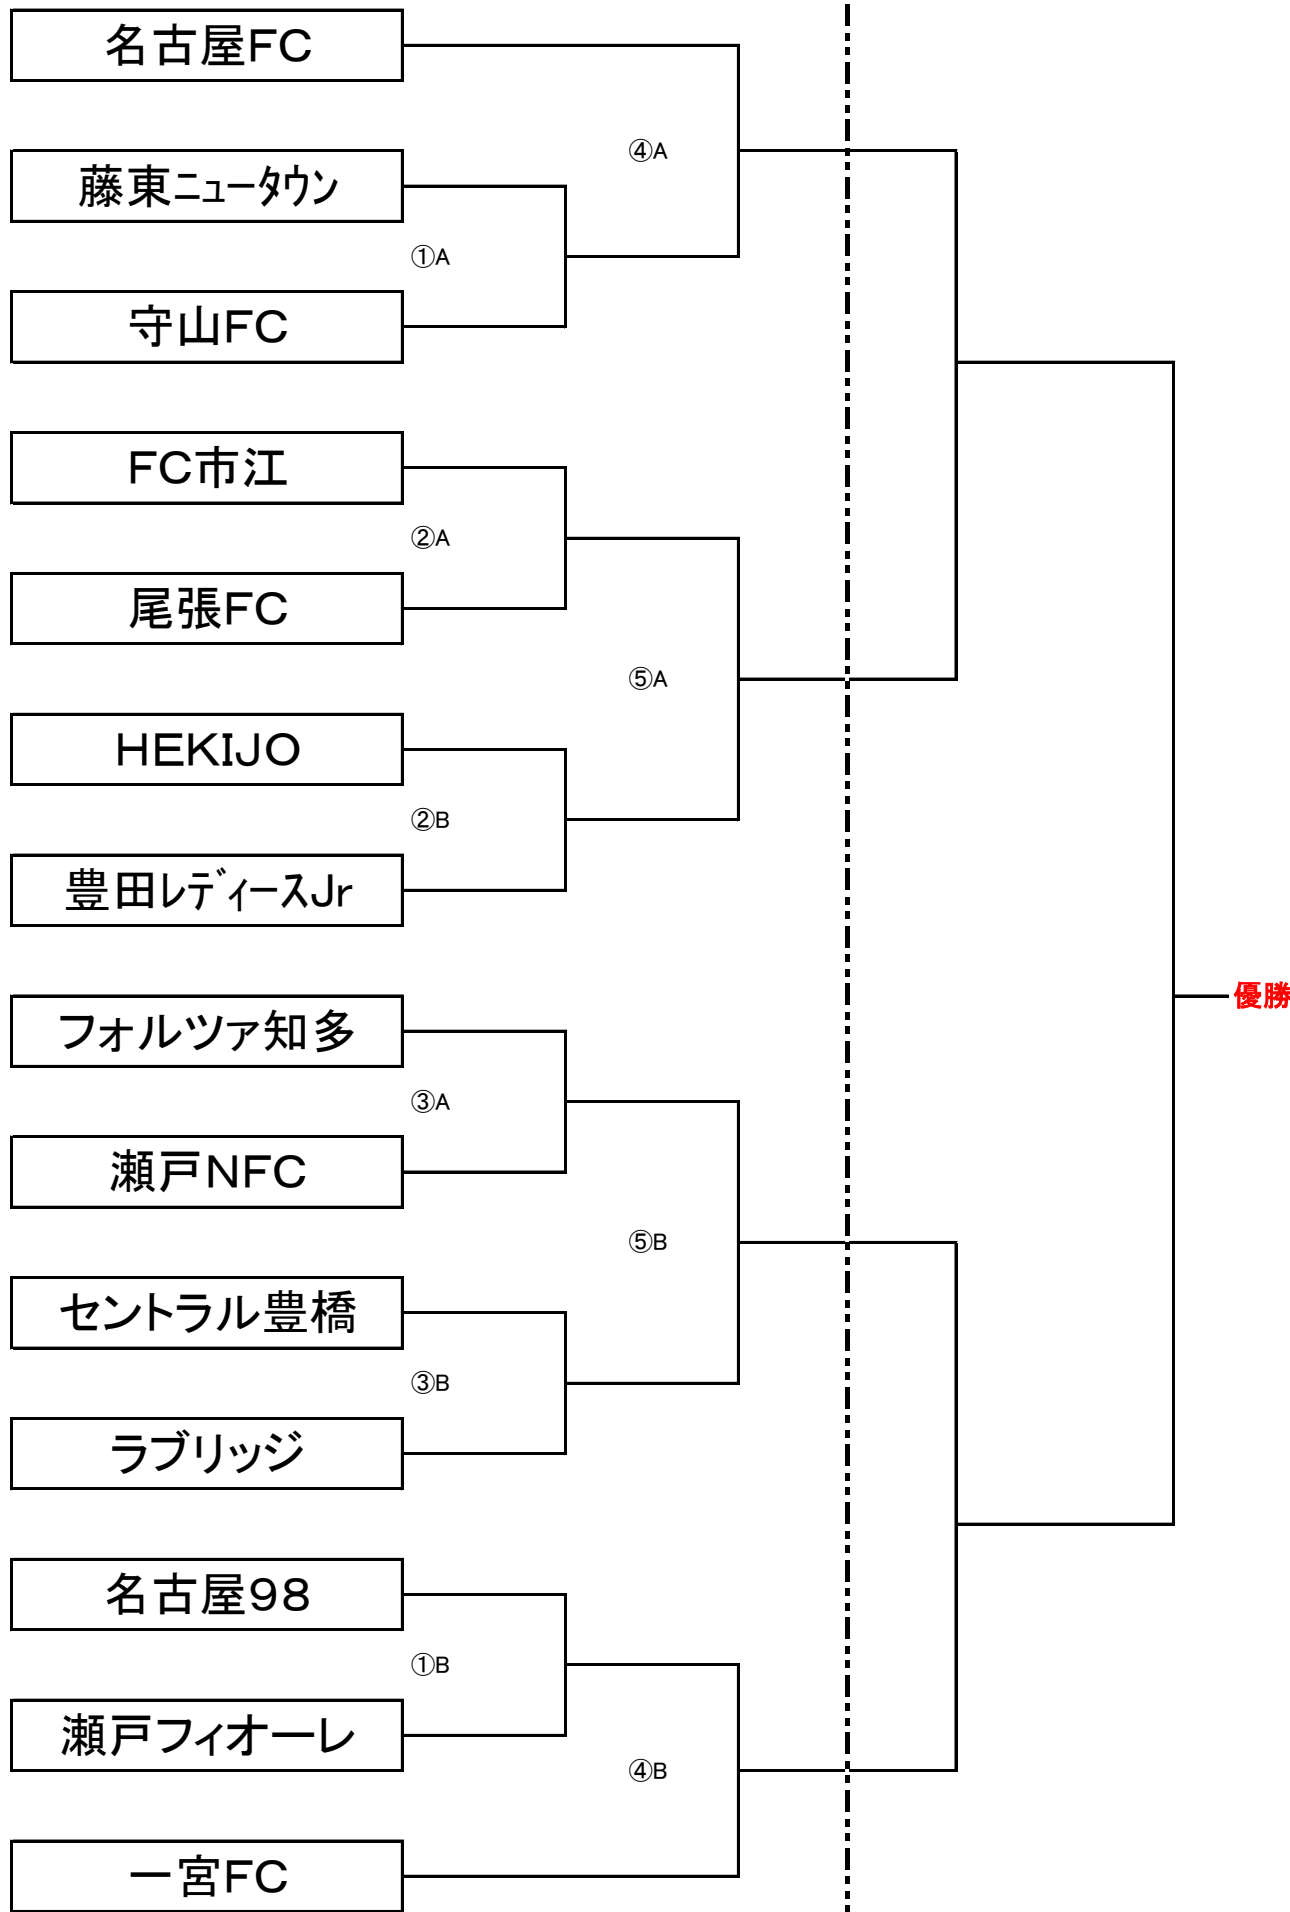 名古屋FC
④A
藤東ニュータウン
①A
守山FC
FC市江
②A
尾張FC
⑤A
HEKIJO
②B
豊田レディースJr
優勝
フォルツァ知多
③A
瀬戸NFC
⑤B
セントラル豊橋
③B
ラブリッジ
名古屋98
①B
瀬戸フィオーレ
④B
一宮FC